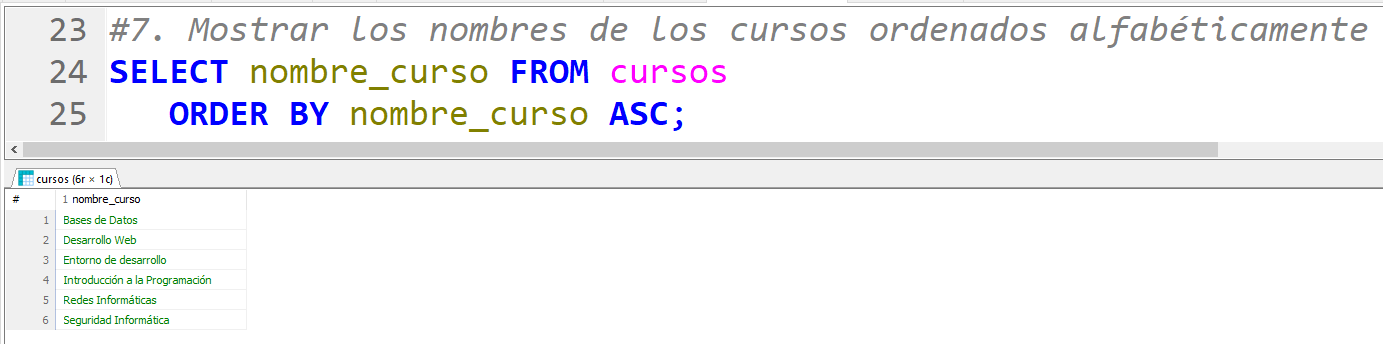 23 #7. Mostrar los nombres de los cursos ordenados alfabéticamente
24 SELECT nombre_curso FROM cursos
25 ORDER BY nombre_curso ASC;
cursos (6r × 1c)
# 1 nombre_curso
1 Bases de Datos
2 Desarrollo Web
3 Entorno de desarrollo
4 Introducción a la Programación
5 Redes Informáticas
6 Seguridad Informática